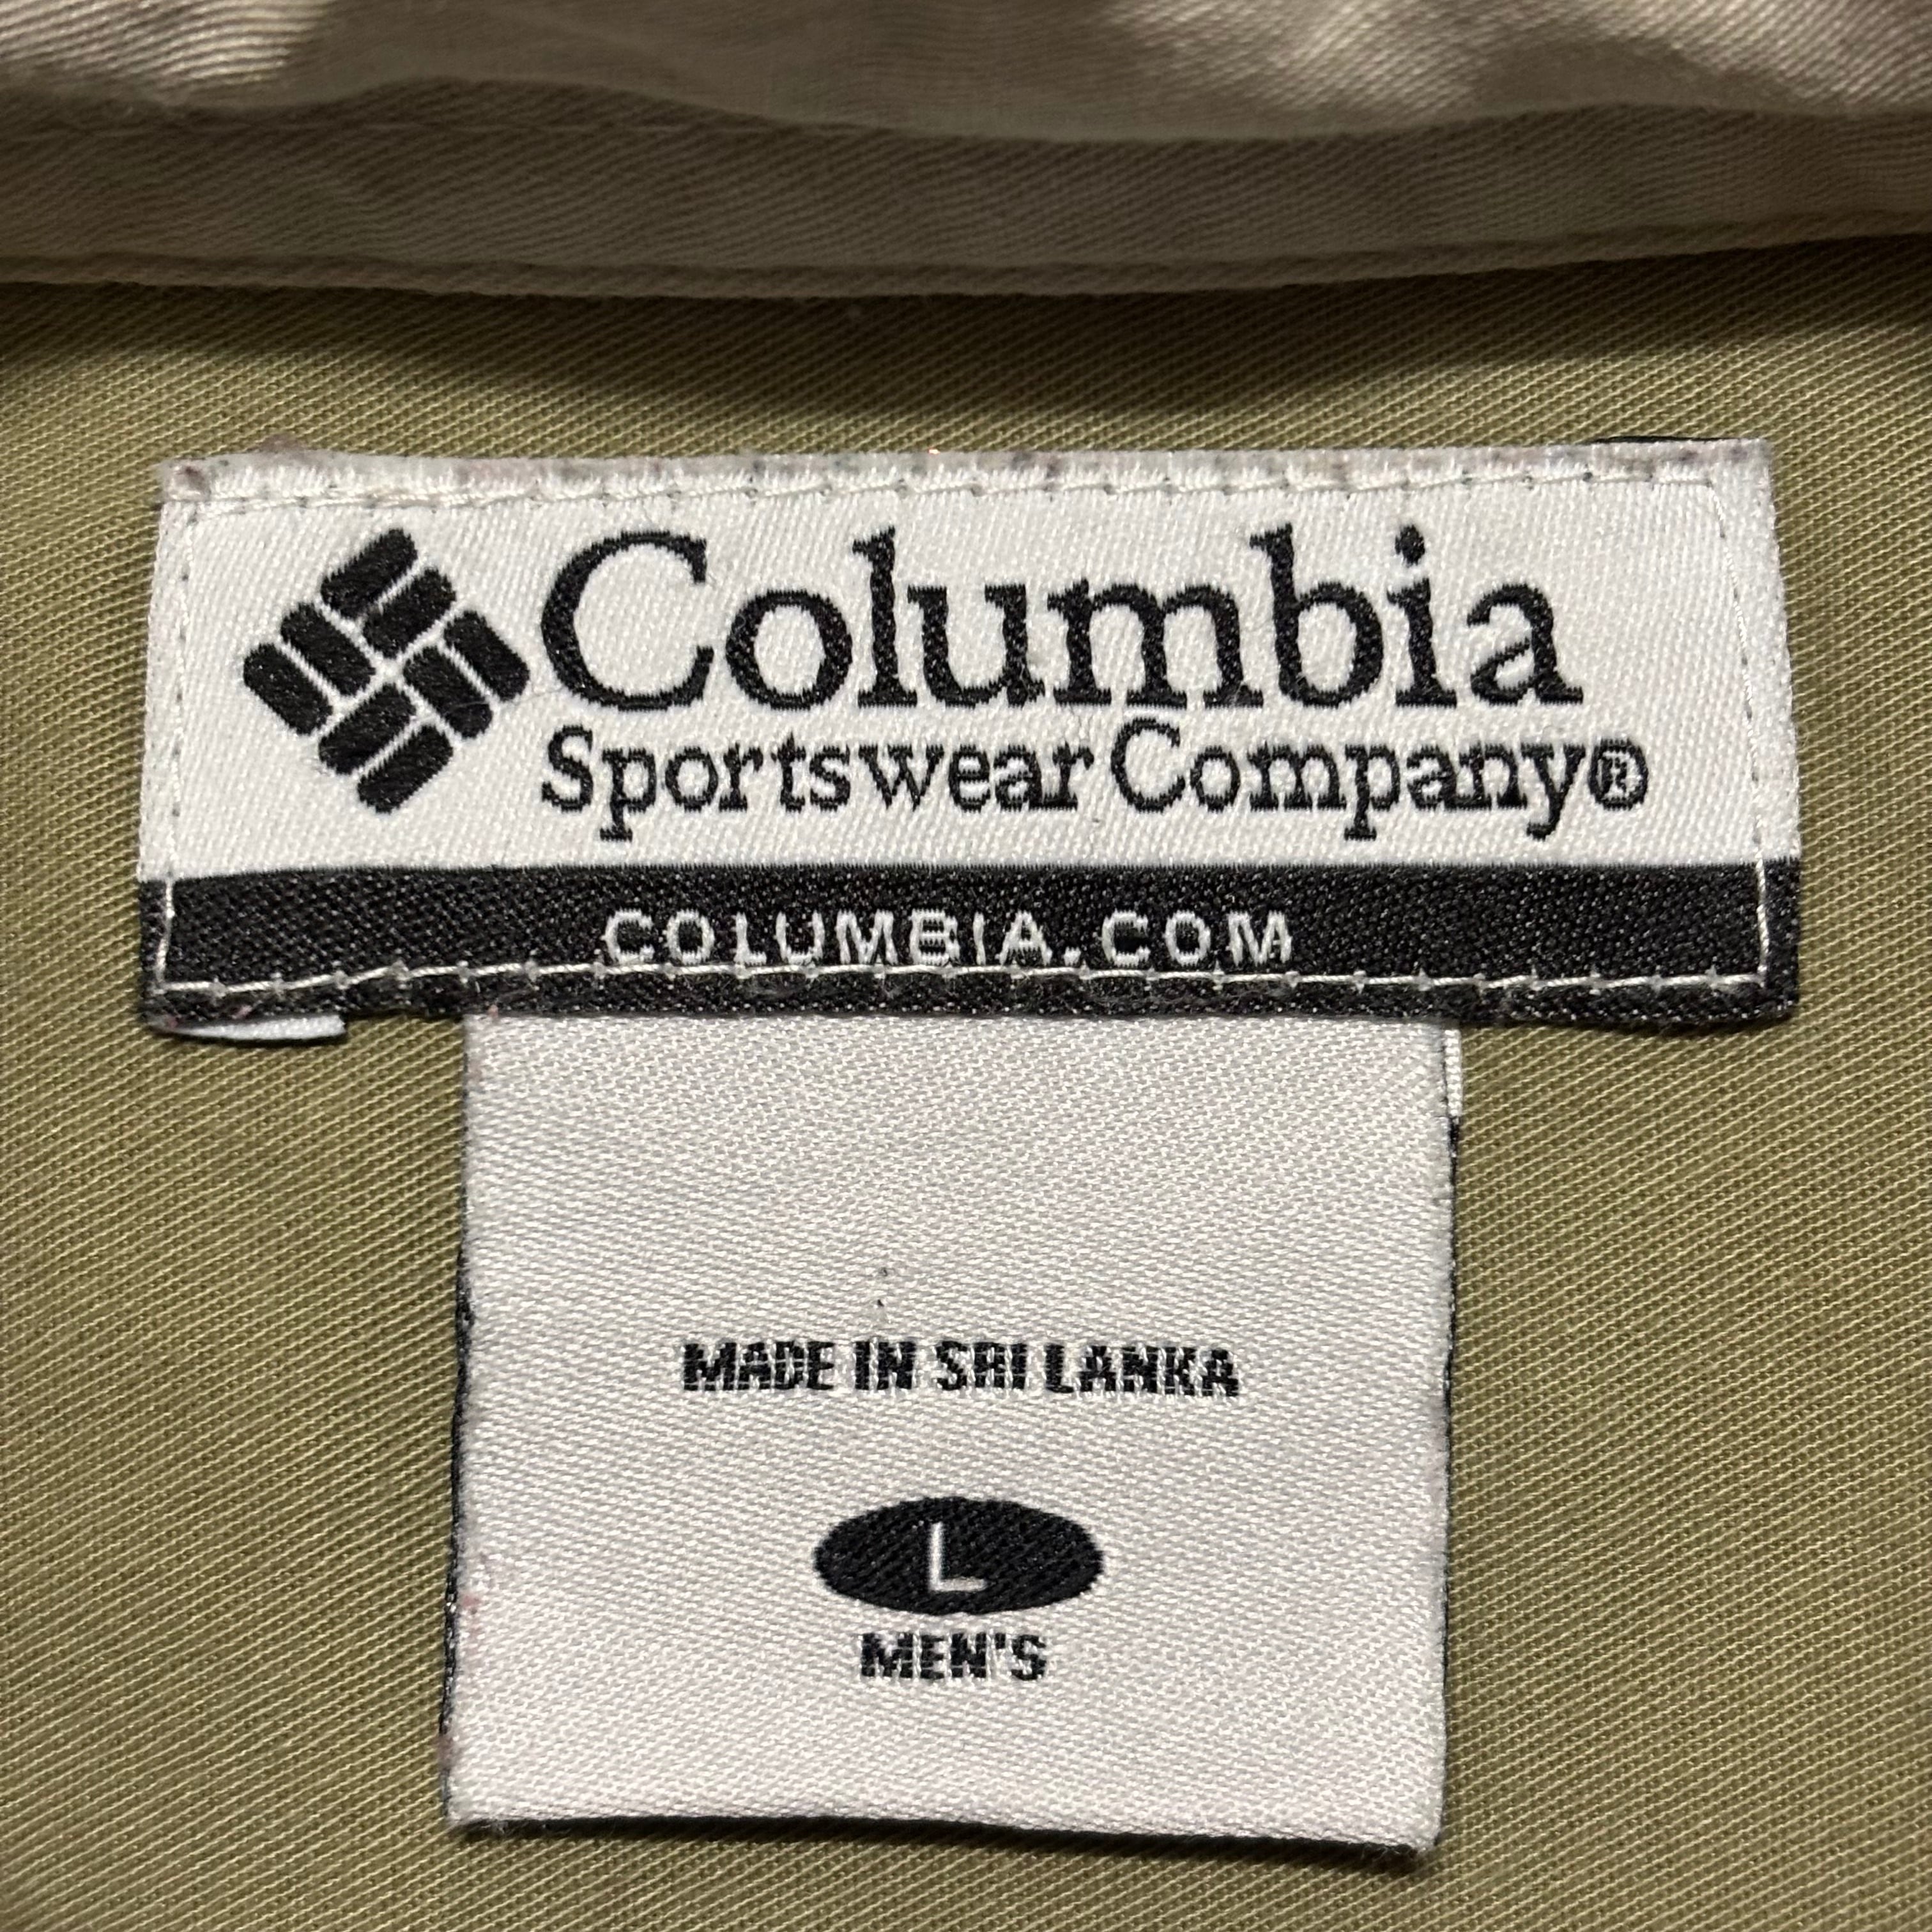 Columbia
Sportswear Company®
COLUMBIA.COM
MADE IN SRI LANKA
L
MEN'S